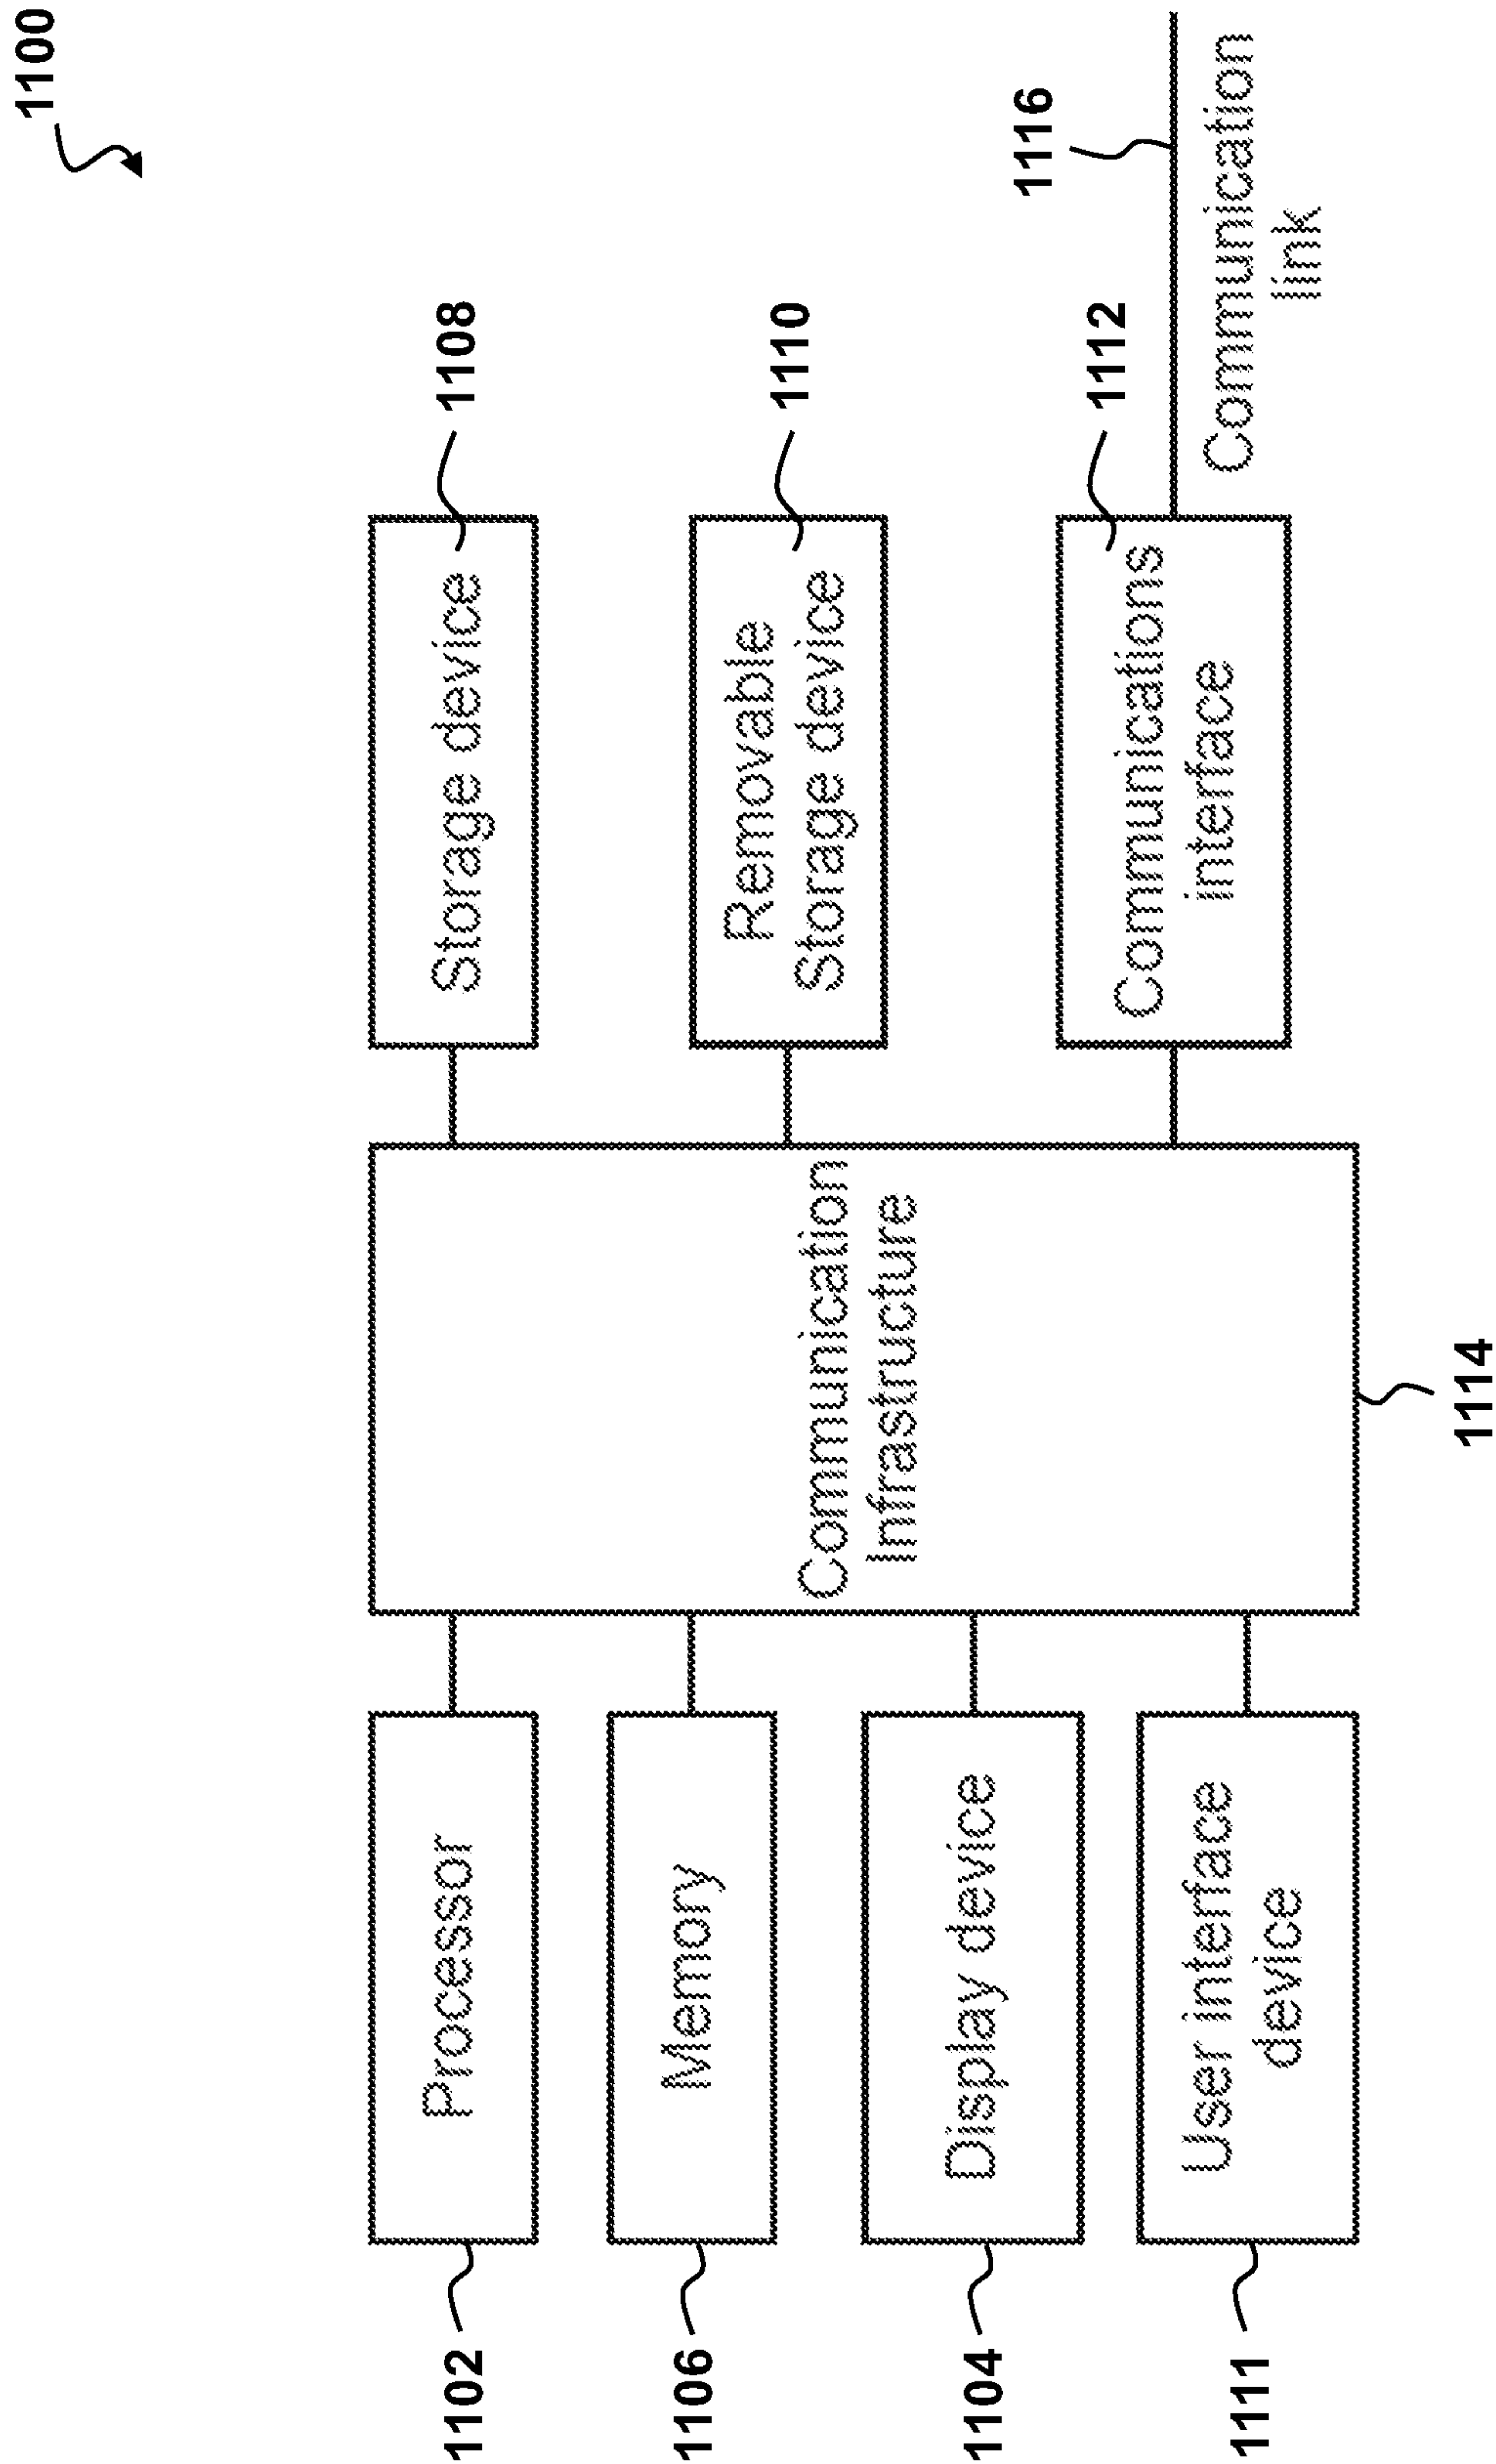 1100
1102
Processor
1106
Memory
1104
Display device
1111
User interface
device
Communication
Infrastructure
1114
Storage device
1108
Removable
Storage device
1110
Communications
interface
1112
1116
Communication
link